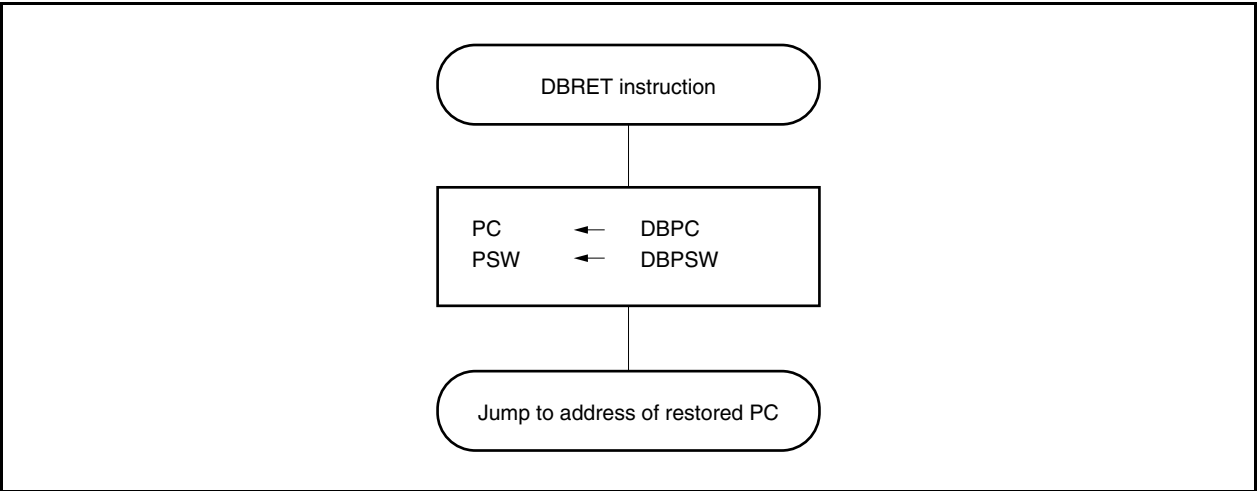 DBRET instruction
PC ← DBPC
PSW ← DBPSW
Jump to address of restored PC